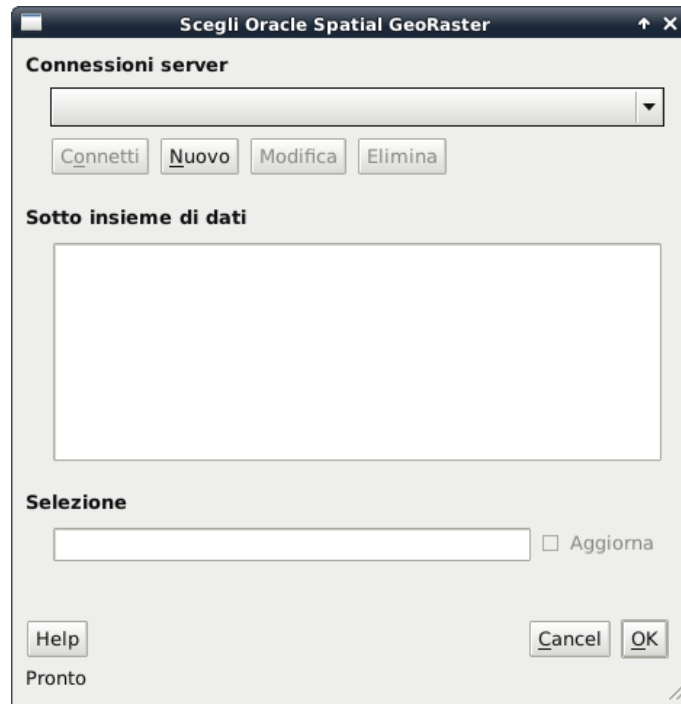 Scegli Oracle Spatial GeoRaster
Connessioni server
Connetti Nuovo Modifica Elimina
Sotto insieme di dati
Selezione
Aggiorna
Help Cancel OK
Pronto